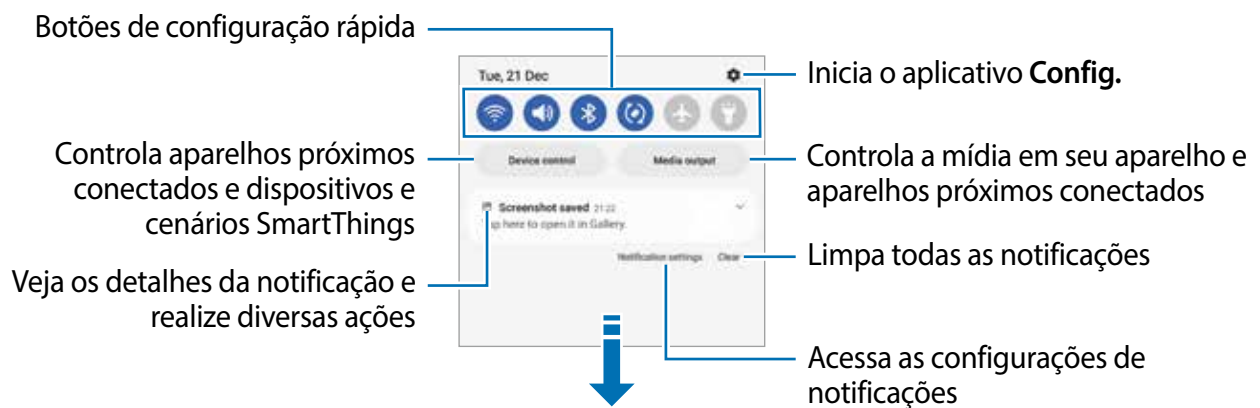 Botões de configuração rápida
Tue, 21 Dec
Inicia o aplicativo Config.
Controla aparelhos próximos
conectados e dispositivos e
cenários SmartThings
Device control
Media output
Controla a mídia em seu aparelho e
aparelhos próximos conectados
Screenshot saved 21:22
here to open it in Gallery.
Veja os detalhes da notificação e
realize diversas ações
Notification settings
Clear
Limpa todas as notificações
Acessa as configurações de
notificações